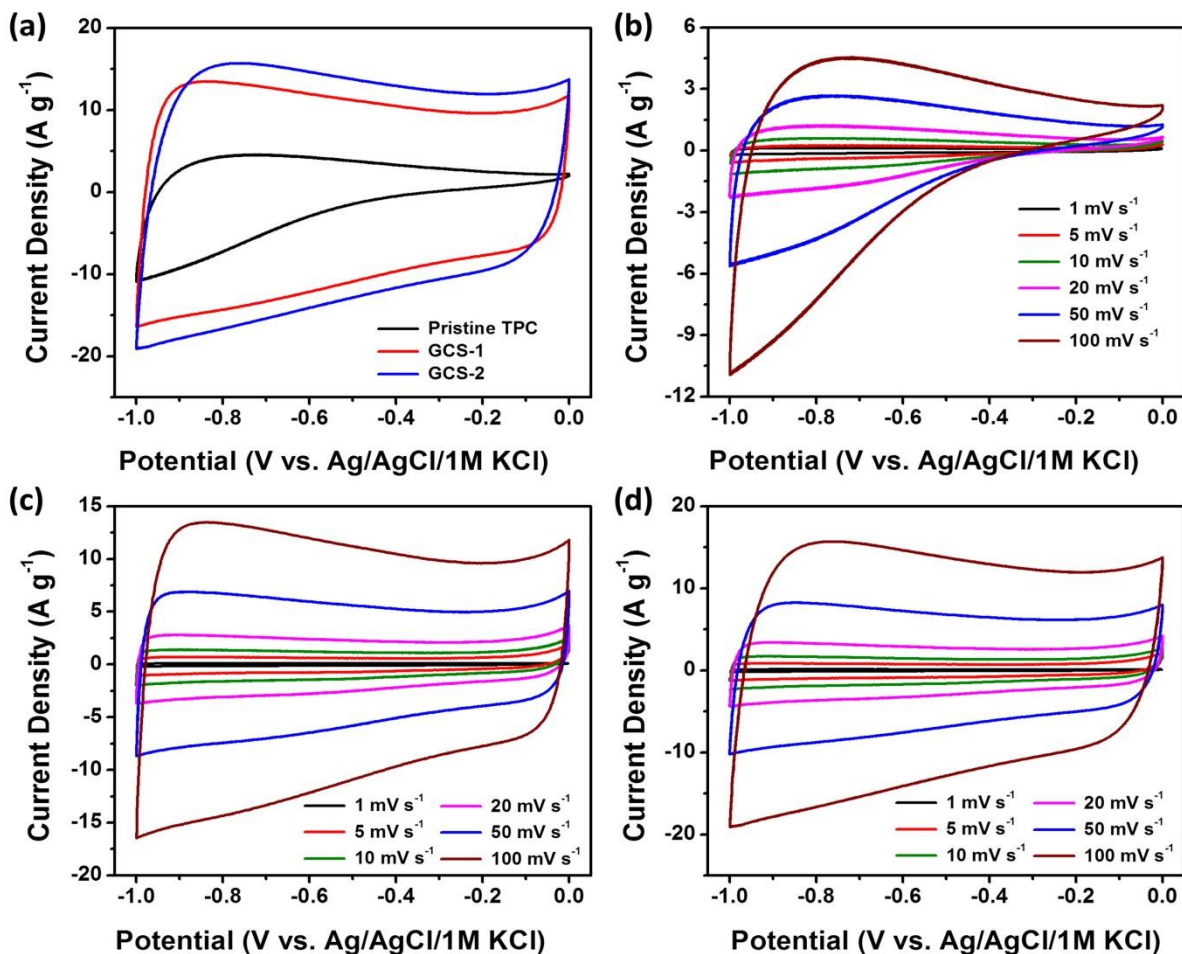 (a)
20
10
0
-10
-20
Current Density (A g⁻¹)
Pristine TPC
GCS-1
GCS-2
-1.0 -0.8 -0.6 -0.4 -0.2 0.0
Potential (V vs. Ag/AgCl/1M KCl)
(b)
6
3
0
-3
-6
-9
-12
Current Density (A g⁻¹)
1 mV s⁻¹
5 mV s⁻¹
10 mV s⁻¹
20 mV s⁻¹
50 mV s⁻¹
100 mV s⁻¹
-1.0 -0.8 -0.6 -0.4 -0.2 0.0
Potential (V vs. Ag/AgCl/1M KCl)
(c)
15
10
5
0
-5
-10
-15
-20
Current Density (A g⁻¹)
1 mV s⁻¹ 20 mV s⁻¹
5 mV s⁻¹ 50 mV s⁻¹
10 mV s⁻¹ 100 mV s⁻¹
-1.0 -0.8 -0.6 -0.4 -0.2 0.0
Potential (V vs. Ag/AgCl/1M KCl)
(d)
20
10
0
-10
-20
Current Density (A g⁻¹)
1 mV s⁻¹ 20 mV s⁻¹
5 mV s⁻¹ 50 mV s⁻¹
10 mV s⁻¹ 100 mV s⁻¹
-1.0 -0.8 -0.6 -0.4 -0.2 0.0
Potential (V vs. Ag/AgCl/1M KCl)